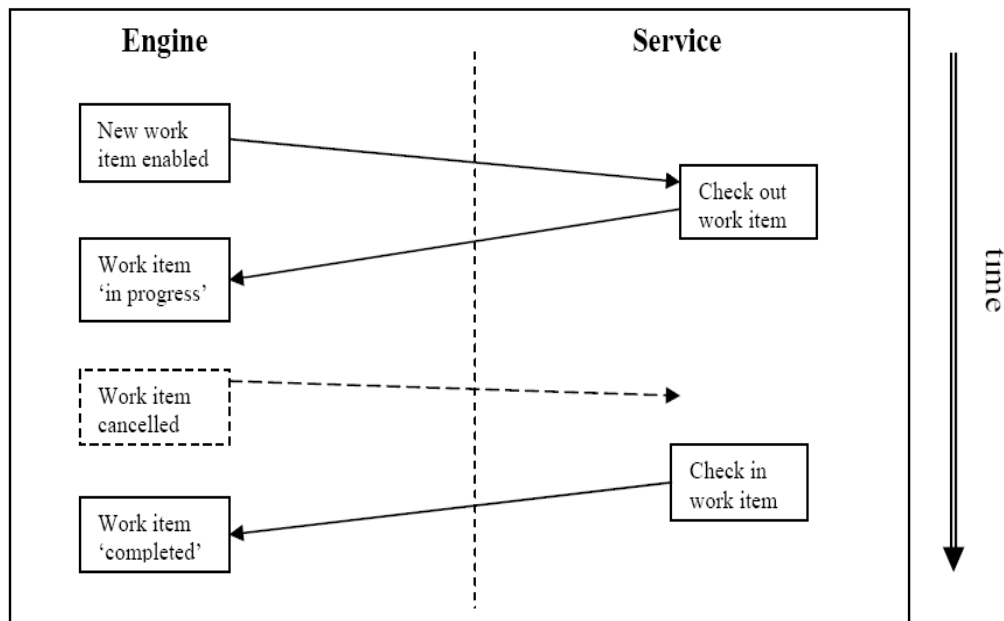 Engine
Service
New work
item enabled
Check out
work item
Work item
‘in progress’
time
Work item
cancelled
Check in
work item
Work item
‘completed’